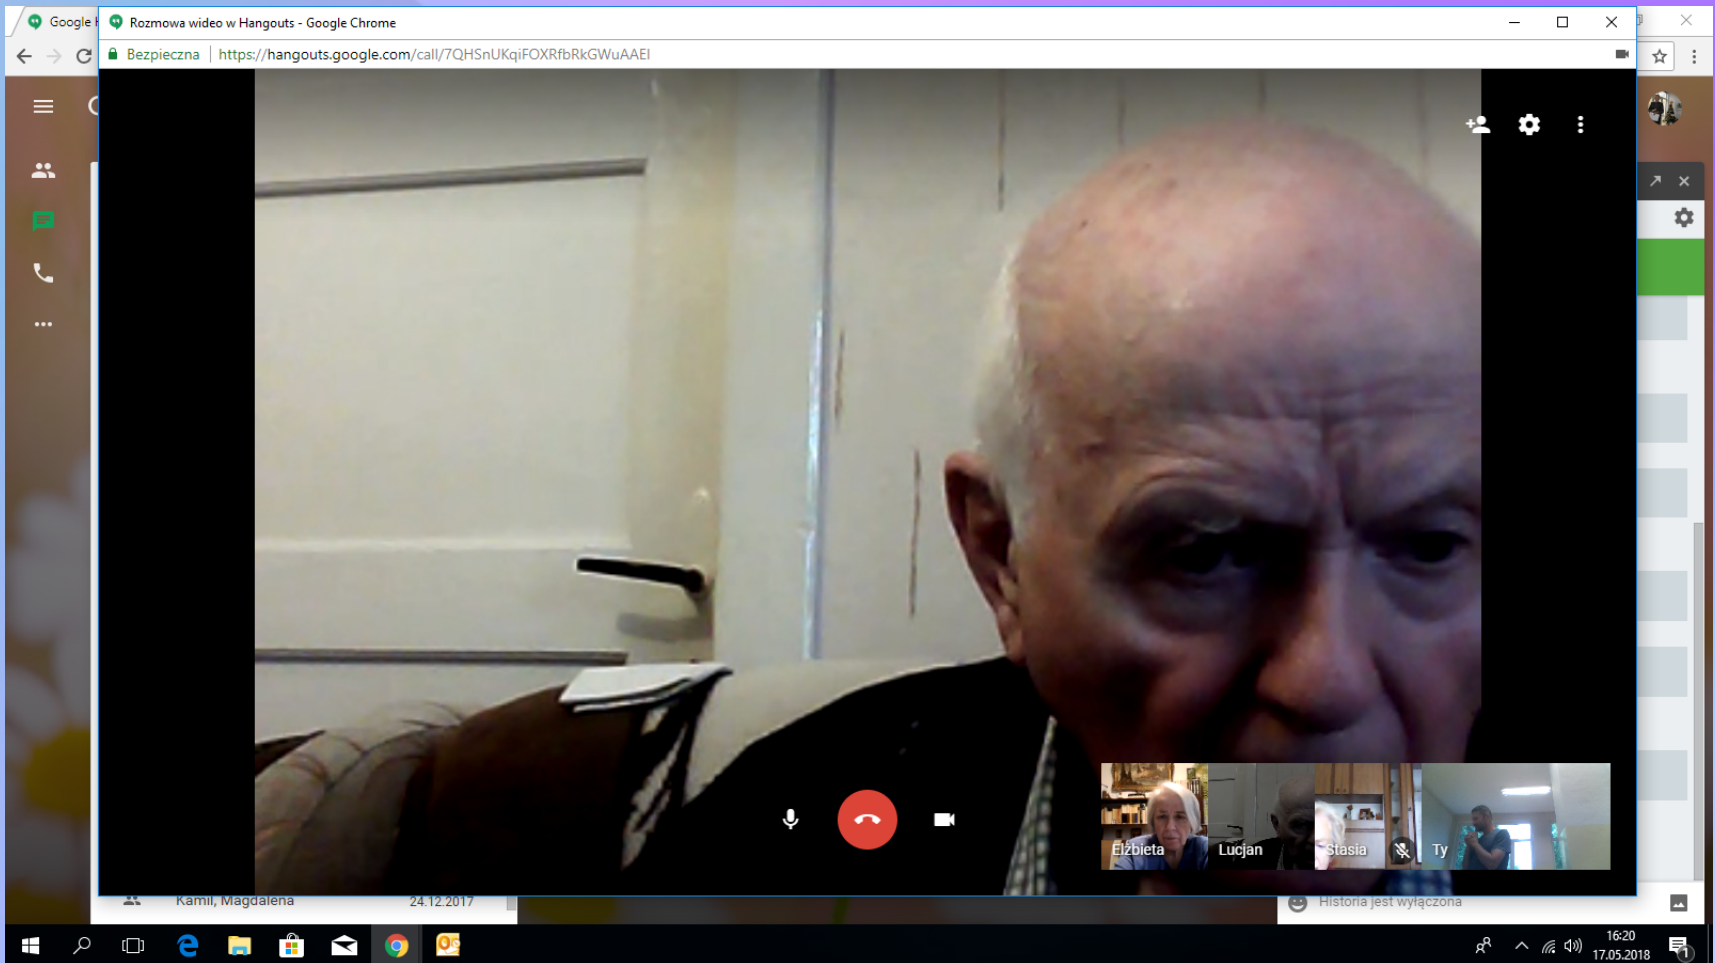 Google H
Rozmowa wideo w Hangouts - Google Chrome
Bezpieczna
https://hangouts.google.com/call/7QHSnUKqiFOXRfbRkGWuAAEI
Elżbieta
Lucjan
Stasia
Ty
Kamil, Magdalena
24.12.2017
Historia jest wyłączona
16:20
17.05.2018
1